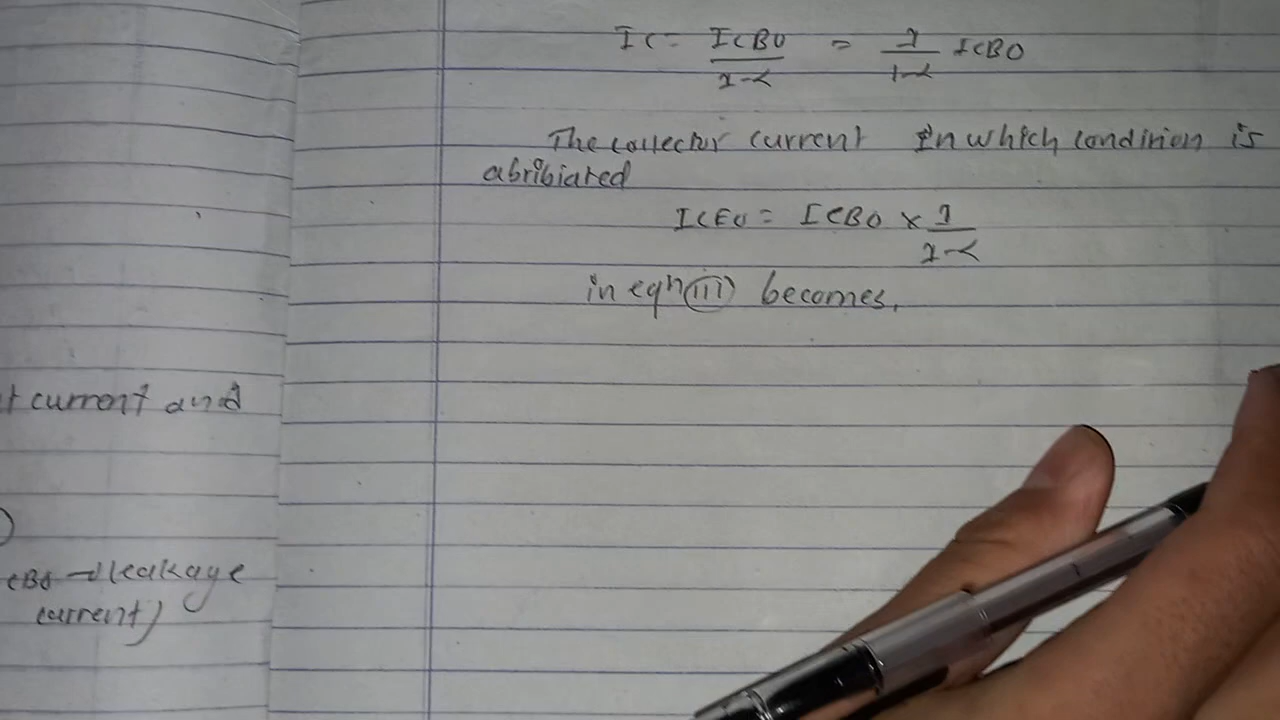 t current and
CBO → leakage
current)
IC = ICBO / 1-α = 1 / 1-α ICBO
The collector current in which condition is
abribiared
ICEO = ICBO × 1 / 1-α
in eqn (iii) becomes,